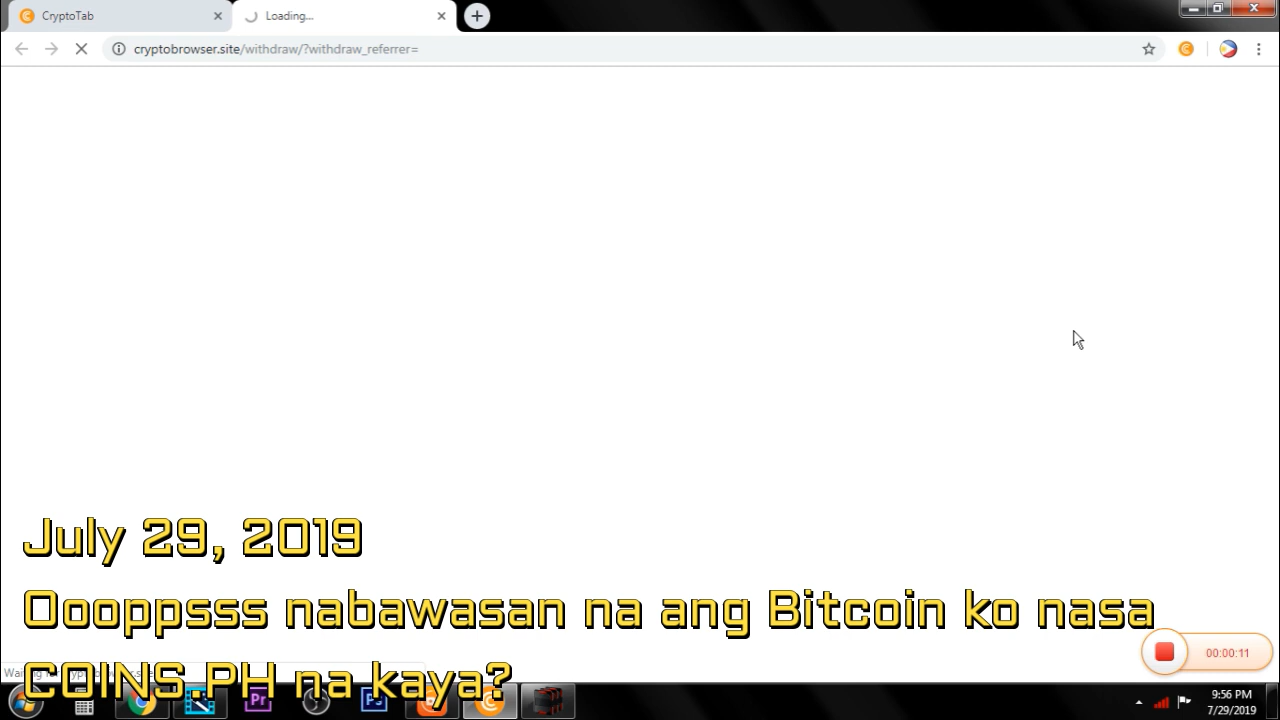 CryptoTab
Loading...
cryptobrowser.site/withdraw/?withdraw_referrer=
July 29, 2019
Oooppsss nabawasan na ang Bitcoin ko nasa
COINS.PH na kaya?
00:00:11
Pr
9:56 PM
7/29/2019